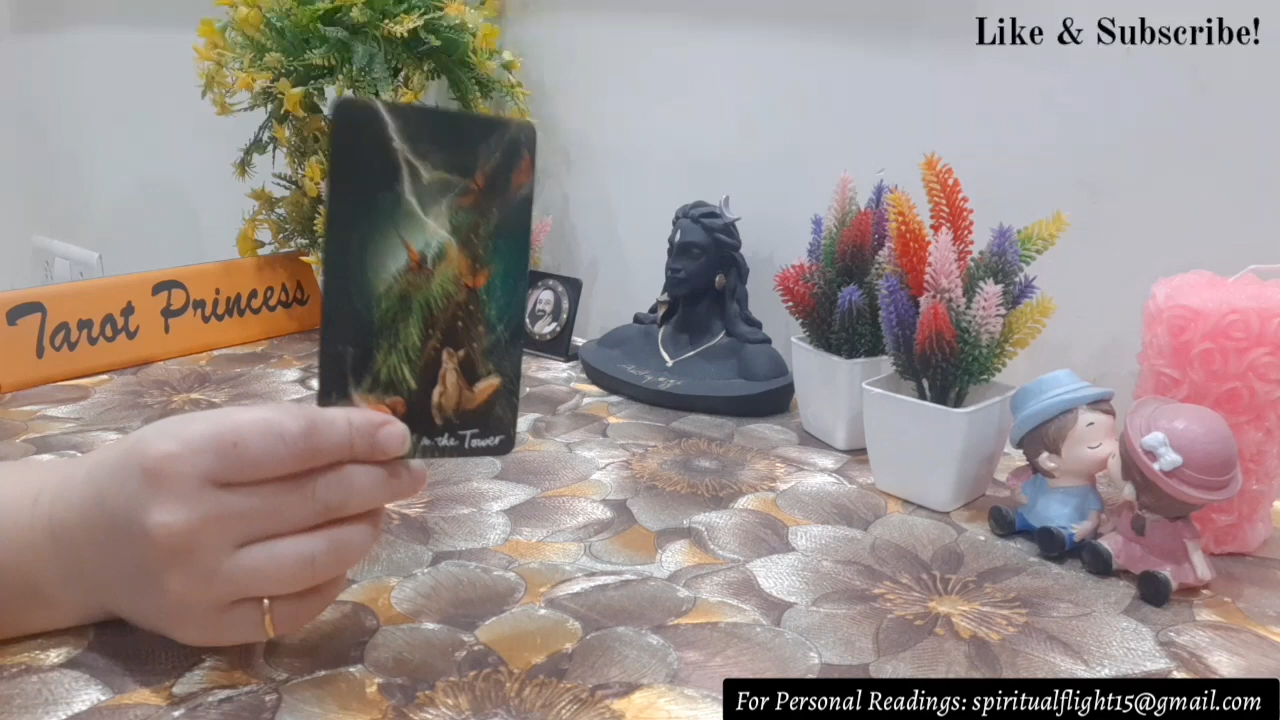 Like & Subscribe!
Tarot Princess
the Tower
For Personal Readings: spiritualflight15@gmail.com